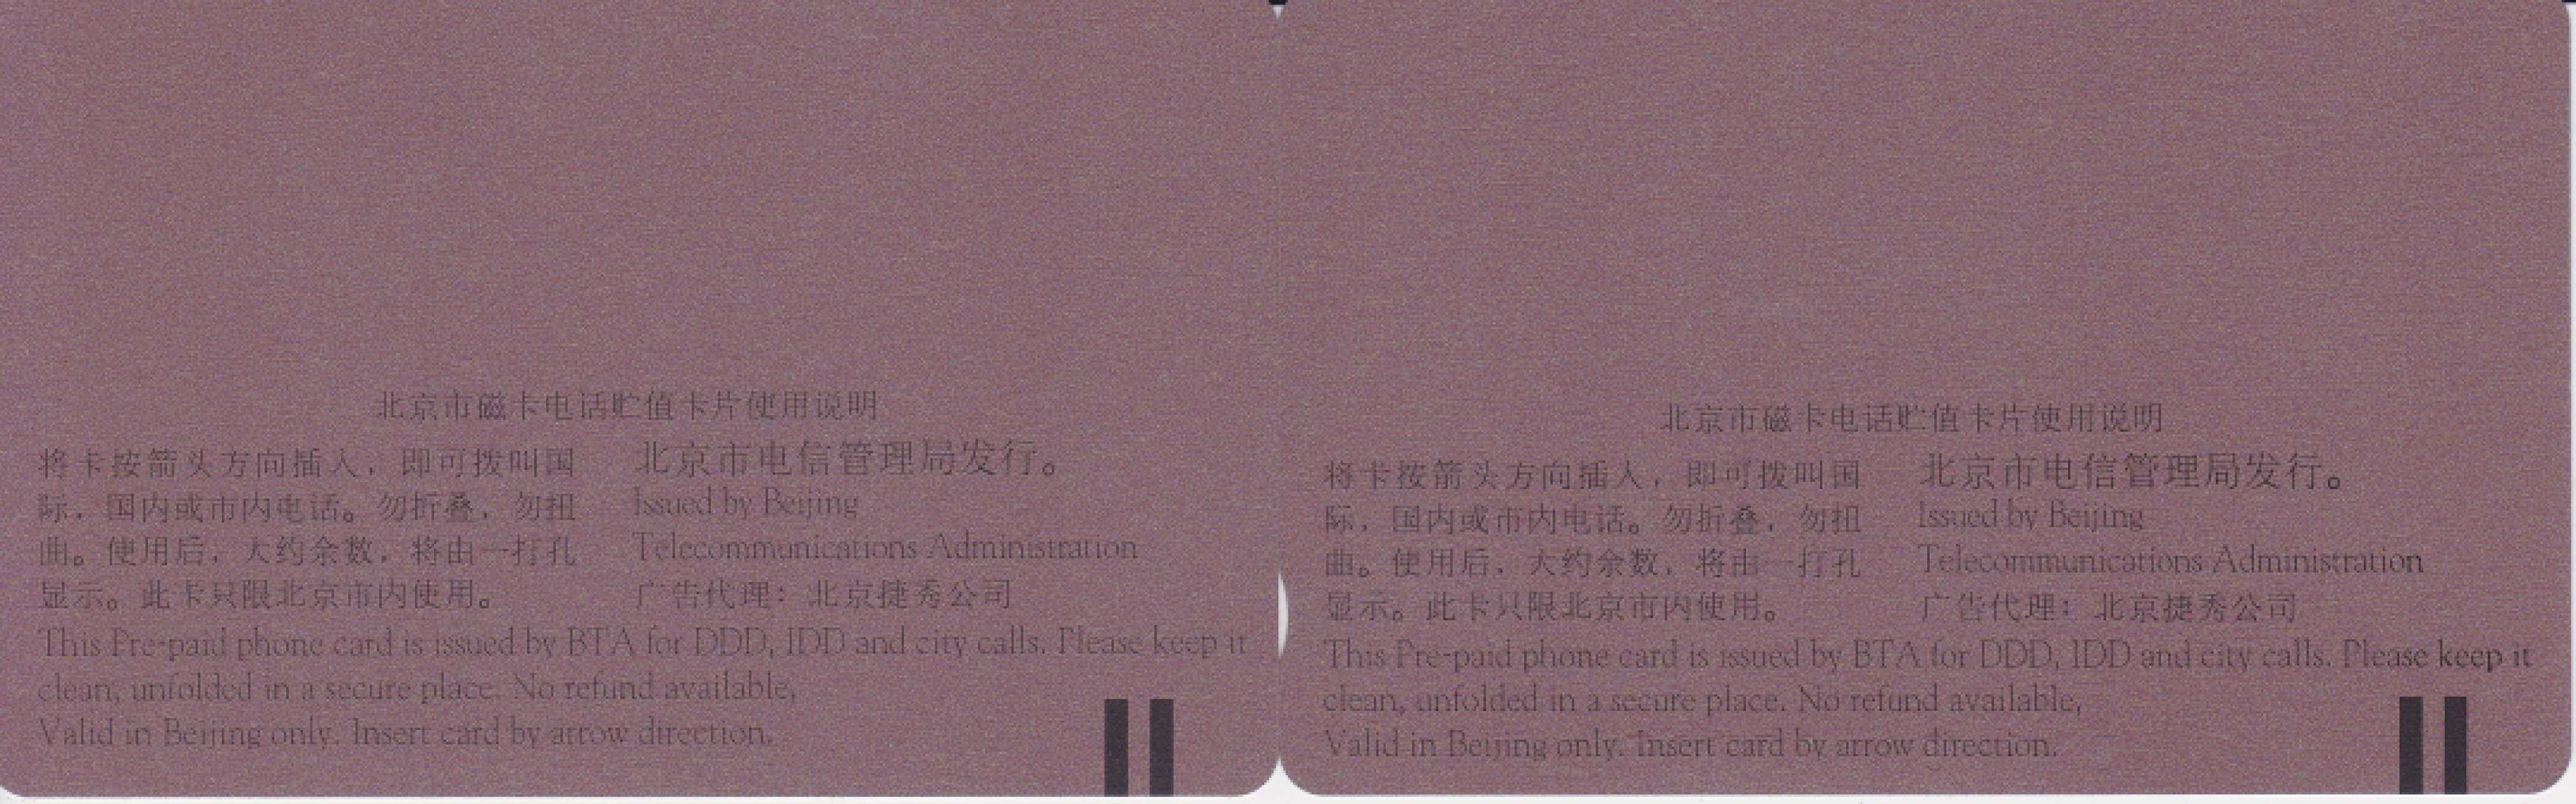 北京市磁卡电话贮值卡片使用说明
将卡按箭头方向插入，即可拨叫国
际，国内或市内电话。勿折叠，勿扭
曲。使用后，大约余数，将由一打孔
显示。此卡只限北京市内使用。
北京市电信管理局发行。
Issued by Beijing
Telecommunications Administration
广告代理：北京捷秀公司
This Pre-paid phone card is issued by BTA for DDD, IDD and city calls. Please keep it
clean, unfolded in a secure place. No refund available,
Valid in Beijing only. Insert card by arrow direction.
北京市磁卡电话贮值卡片使用说明
将卡按箭头方向插入，即可拨叫国
际，国内或市内电话。勿折叠，勿扭
曲。使用后，大约余数，将由一打孔
显示。此卡只限北京市内使用。
北京市电信管理局发行。
Issued by Beijing
Telecommunications Administration
广告代理：北京捷秀公司
This Pre-paid phone card is issued by BTA for DDD, IDD and city calls. Please keep it
clean, unfolded in a secure place. No refund available,
Valid in Beijing only. Insert card by arrow direction.